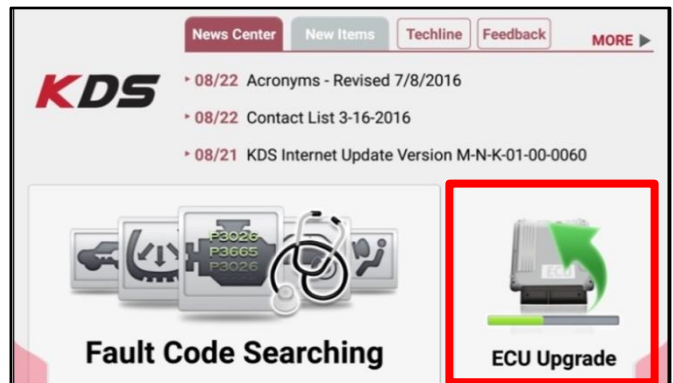 News Center New Items Techline Feedback MORE
KDS
08/22 Acronyms - Revised 7/8/2016
08/22 Contact List 3-16-2016
08/21 KDS Internet Update Version M-N-K-01-00-0060
P3026
P3665
P3026
ECU
Fault Code Searching
ECU Upgrade